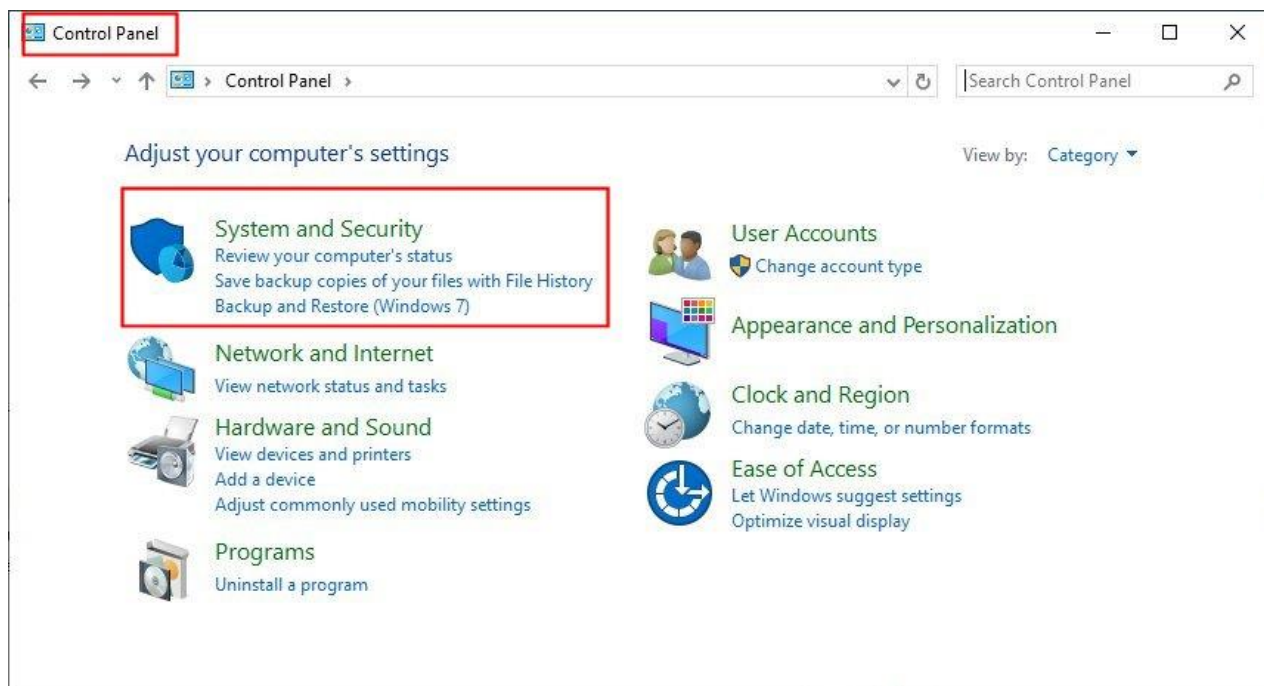 Control Panel
Control Panel
Search Control Panel
Adjust your computer's settings
View by: Category
System and Security
Review your computer's status
Save backup copies of your files with File History
Backup and Restore (Windows 7)
Network and Internet
View network status and tasks
Hardware and Sound
View devices and printers
Add a device
Adjust commonly used mobility settings
Programs
Uninstall a program
User Accounts
Change account type
Appearance and Personalization
Clock and Region
Change date, time, or number formats
Ease of Access
Let Windows suggest settings
Optimize visual display